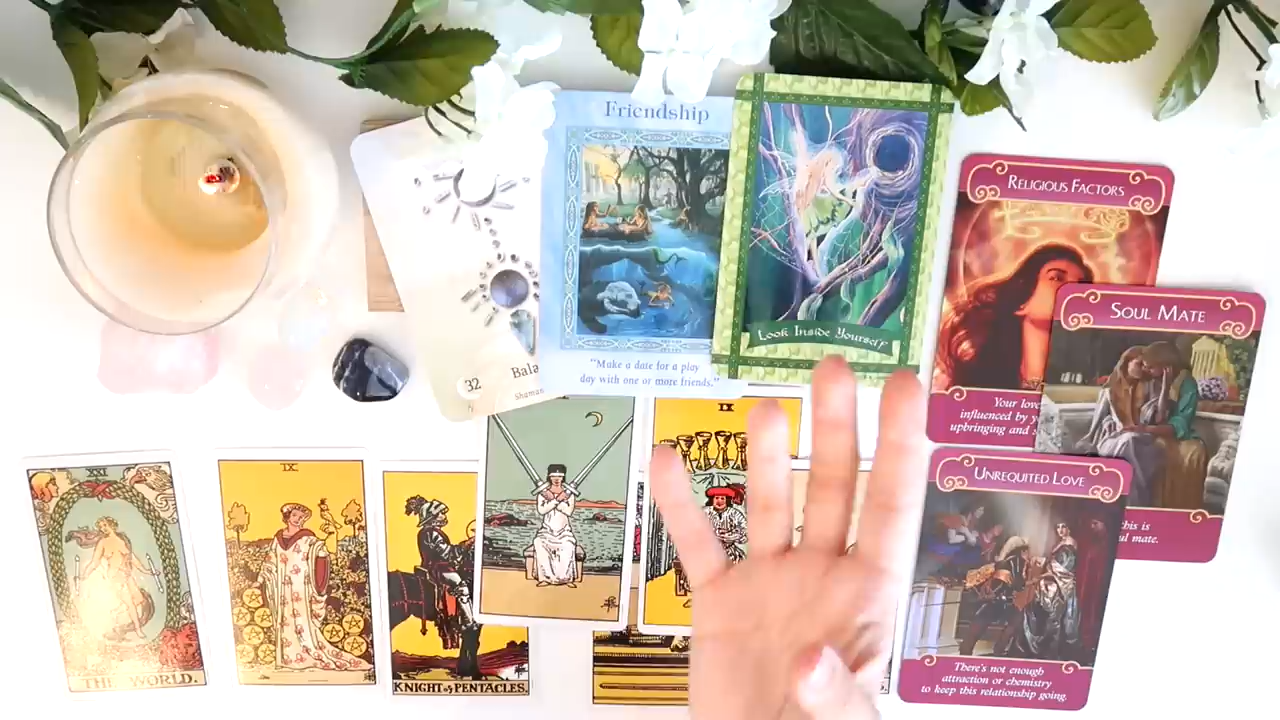 Friendship
"Make a date for a play
day with one or more friends."
Look Inside Yourself
32
RELIGIOUS FACTORS
Your
influenced by
upbringing and
SOUL MATE
this is
mate.
UNREQUITED LOVE
There's not enough
attraction or chemistry
to keep this relationship going.
XXI
THE WORLD.
IX
KNIGHT of PENTACLES.
IX